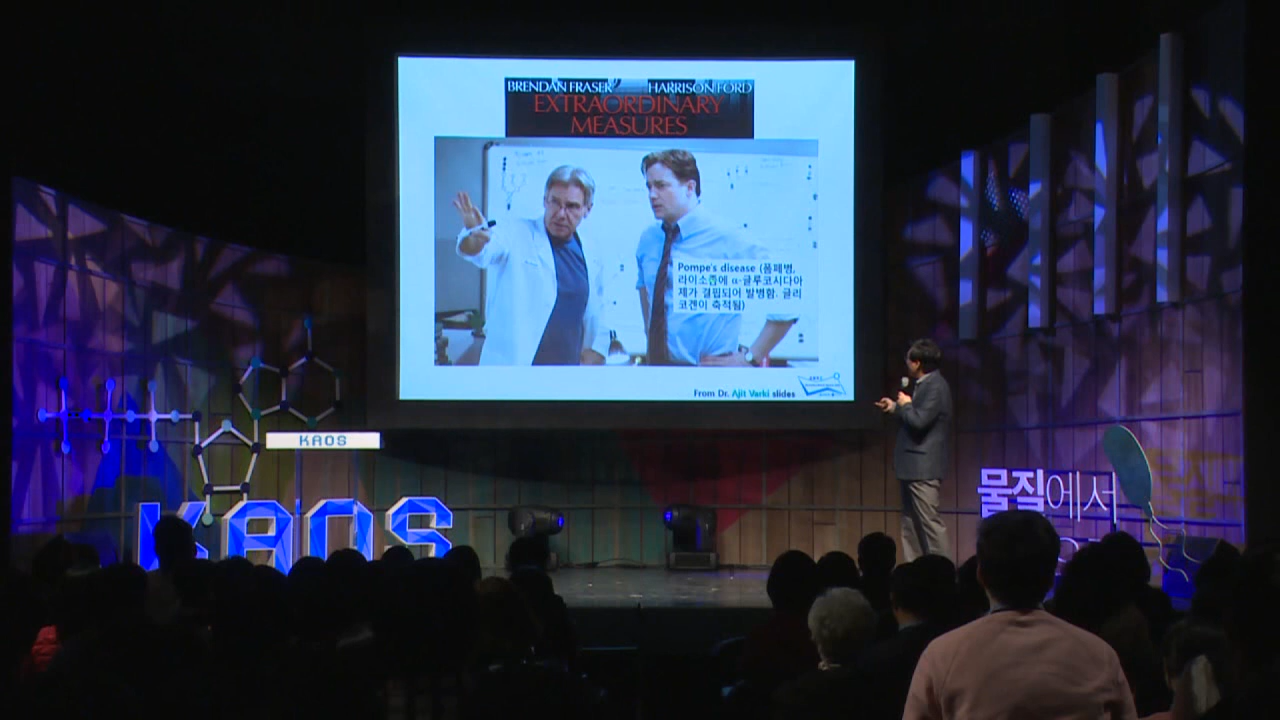 BRENDAN FRASER HARRISON FORD
EXTRAORDINARY
MEASURES
Pompe's disease (폼페병,
라이소좀에 α-글루코시다아
제가 결핍되어 발병함. 글리
코겐이 축적됨)
From Dr. Ajit Varki slides
KAOS
KAOS
물질에서